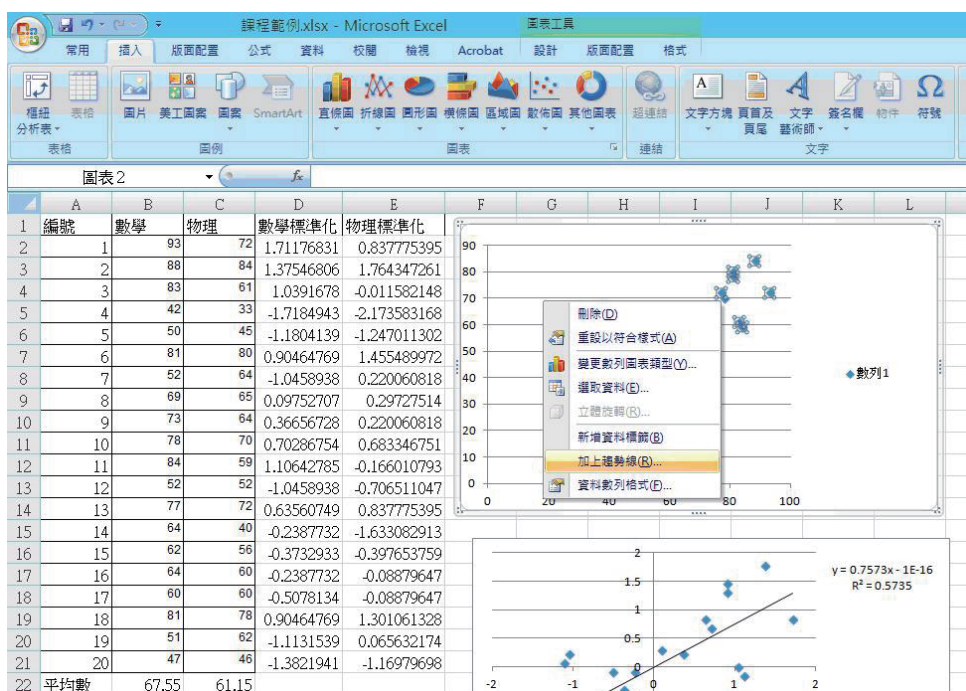 課程範例.xlsx - Microsoft Excel 圖表工具
常用 插入 版面配置 公式 資料 校閱 檢視 Acrobat 設計 版面配置 格式
樞紐分析表 表格 圖片 美工圖案 圖案 SmartArt 直條圖 折線圖 圓形圖 橫條圖 區域圖 散佈圖 其他圖表 超連結 A 文字方塊 頁首及頁尾 文字藝術師 簽名欄 物件 Ω 符號
表格 圖例 圖表 連結 文字
圖表 2 fx
A B C D E F G H I J K L
1 編號 數學 物理 數學標準化 物理標準化
2 1 93 72 1.71176831 0.837775395
3 2 88 84 1.37546806 1.764347261
4 3 83 61 1.0391678 -0.011582148
5 4 42 33 -1.7184943 -2.173583168
6 5 50 45 -1.1804139 -1.247011302
7 6 81 80 0.90464769 1.455489972
8 7 52 64 -1.0458938 0.220060818
9 8 69 65 0.09752707 0.29727514
10 9 73 64 0.36656728 0.220060818
11 10 78 70 0.70286754 0.683346751
12 11 84 59 1.10642785 -0.166010793
13 12 52 52 -1.0458938 -0.706511047
14 13 77 72 0.63560749 0.837775395
15 14 64 40 -0.2387732 -1.633082913
16 15 62 56 -0.3732933 -0.397653759
17 16 64 60 -0.2387732 -0.08879647
18 17 60 60 -0.5078134 -0.08879647
19 18 81 78 0.90464769 1.301061328
20 19 51 62 -1.1131539 0.065632174
21 20 47 46 -1.3821941 -1.16979698
22 平均數 67.55 61.15
90
80
70
60
50
40
30
20
10
0
0 20 40 60 80 100
數列1
刪除(D)
重設以符合樣式(A)
變更數列圖表類型(Y)...
選取資料(E)...
立體旋轉(R)...
新增資料標籤(B)
加上趨勢線(R)...
資料數列格式(F)...
2
1.5
1
0.5
0
-2 -1 0 1 2
y = 0.7573x - 1E-16
R² = 0.5735